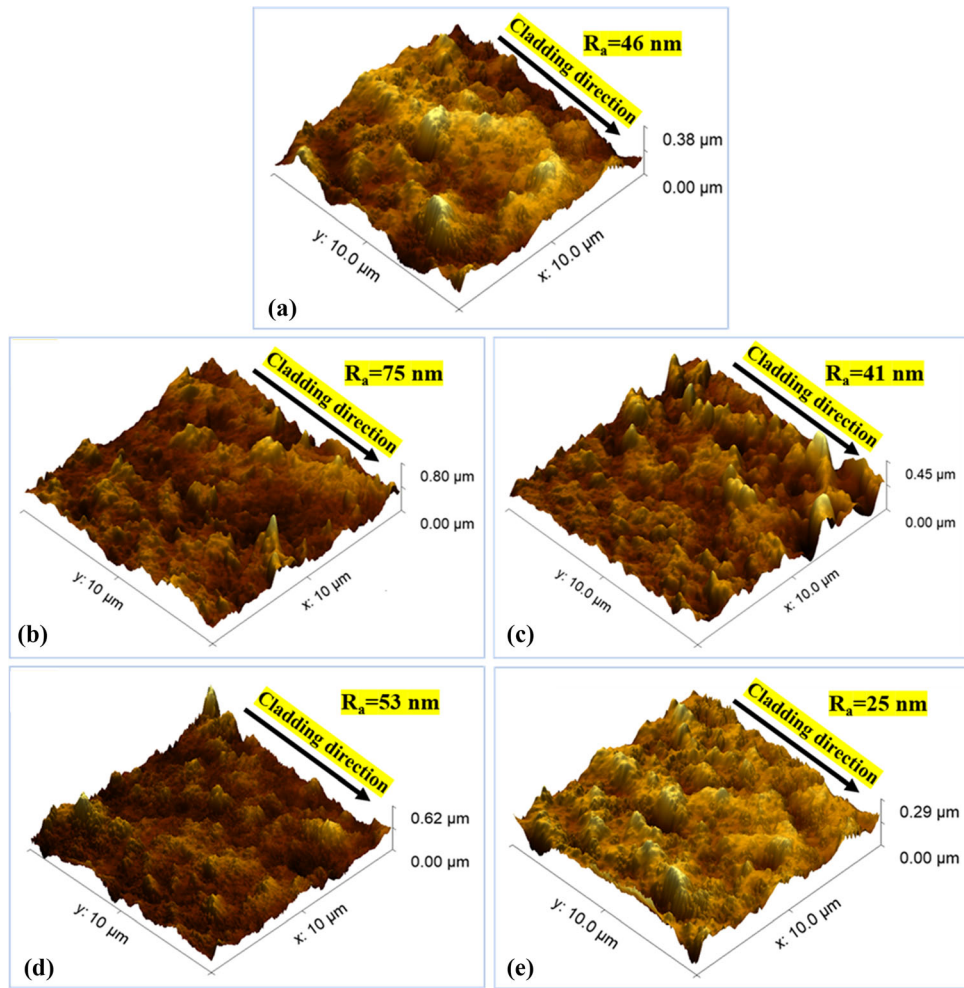 Cladding direction
Rₐ=46 nm
0.38 µm
0.00 µm
y: 10.0 µm
x: 10.0 µm
(a)
Cladding direction
Rₐ=75 nm
0.80 µm
0.00 µm
y: 10 µm
x: 10 µm
(b)
Cladding direction
Rₐ=41 nm
0.45 µm
0.00 µm
y: 10.0 µm
x: 10.0 µm
(c)
Cladding direction
Rₐ=53 nm
0.62 µm
0.00 µm
y: 10 µm
x: 10 µm
(d)
Cladding direction
Rₐ=25 nm
0.29 µm
0.00 µm
y: 10.0 µm
x: 10.0 µm
(e)